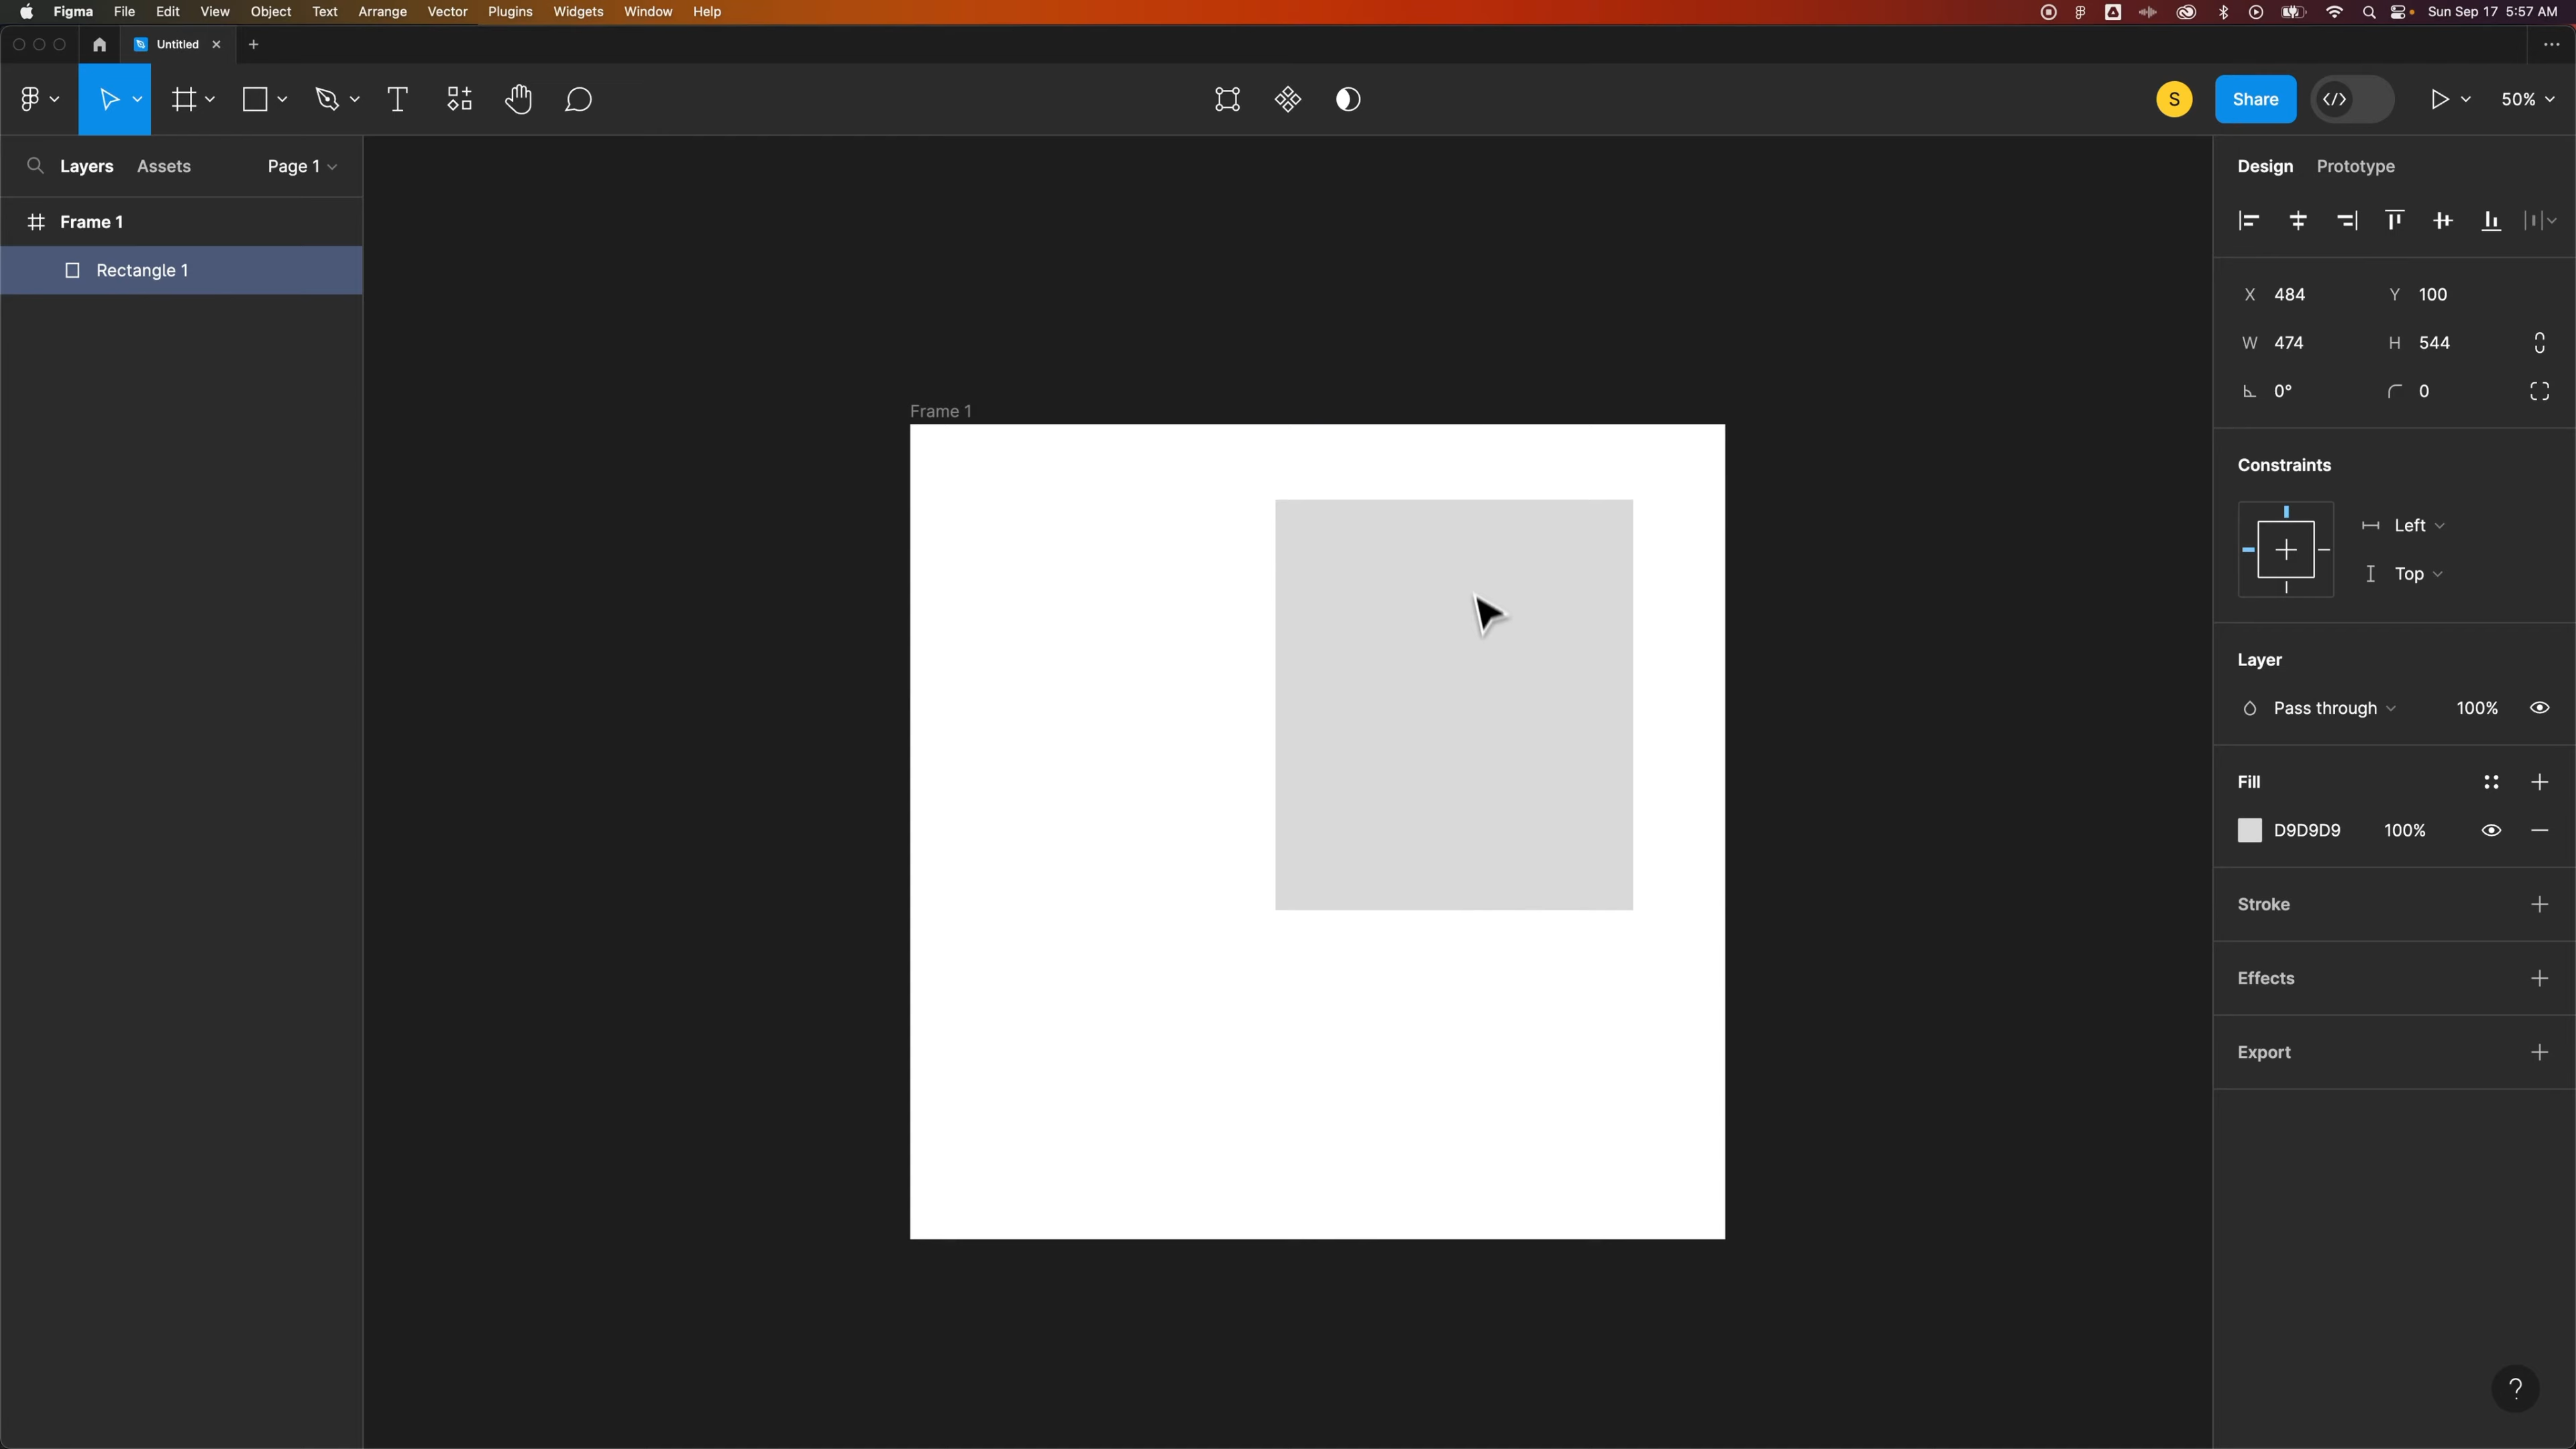 Figma File Edit View Object Text Arrange Vector Plugins Widgets Window Help Sun Sep 17 5:57 AM
Untitled
S Share 50%
Layers Assets Page 1
Design Prototype
Frame 1
Rectangle 1
X 484 Y 100
W 474 H 544
0° 0
Frame 1
Constraints
Left
Top
Layer
Pass through 100%
Fill
D9D9D9 100%
Stroke
Effects
Export
?